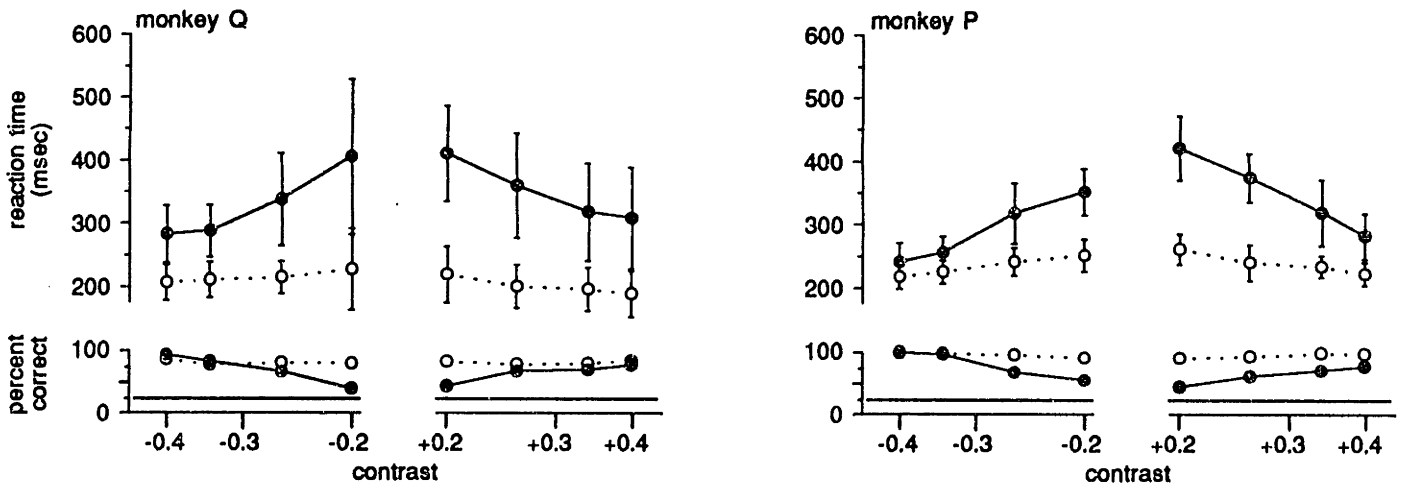 monkey Q
600
500
400
300
200
reaction time
(msec)
100
0
percent
correct
-0.4 -0.3 -0.2 +0.2 +0.3 +0.4
contrast
monkey P
600
500
400
300
200
100
0
-0.4 -0.3 -0.2 +0.2 +0.3 +0.4
contrast